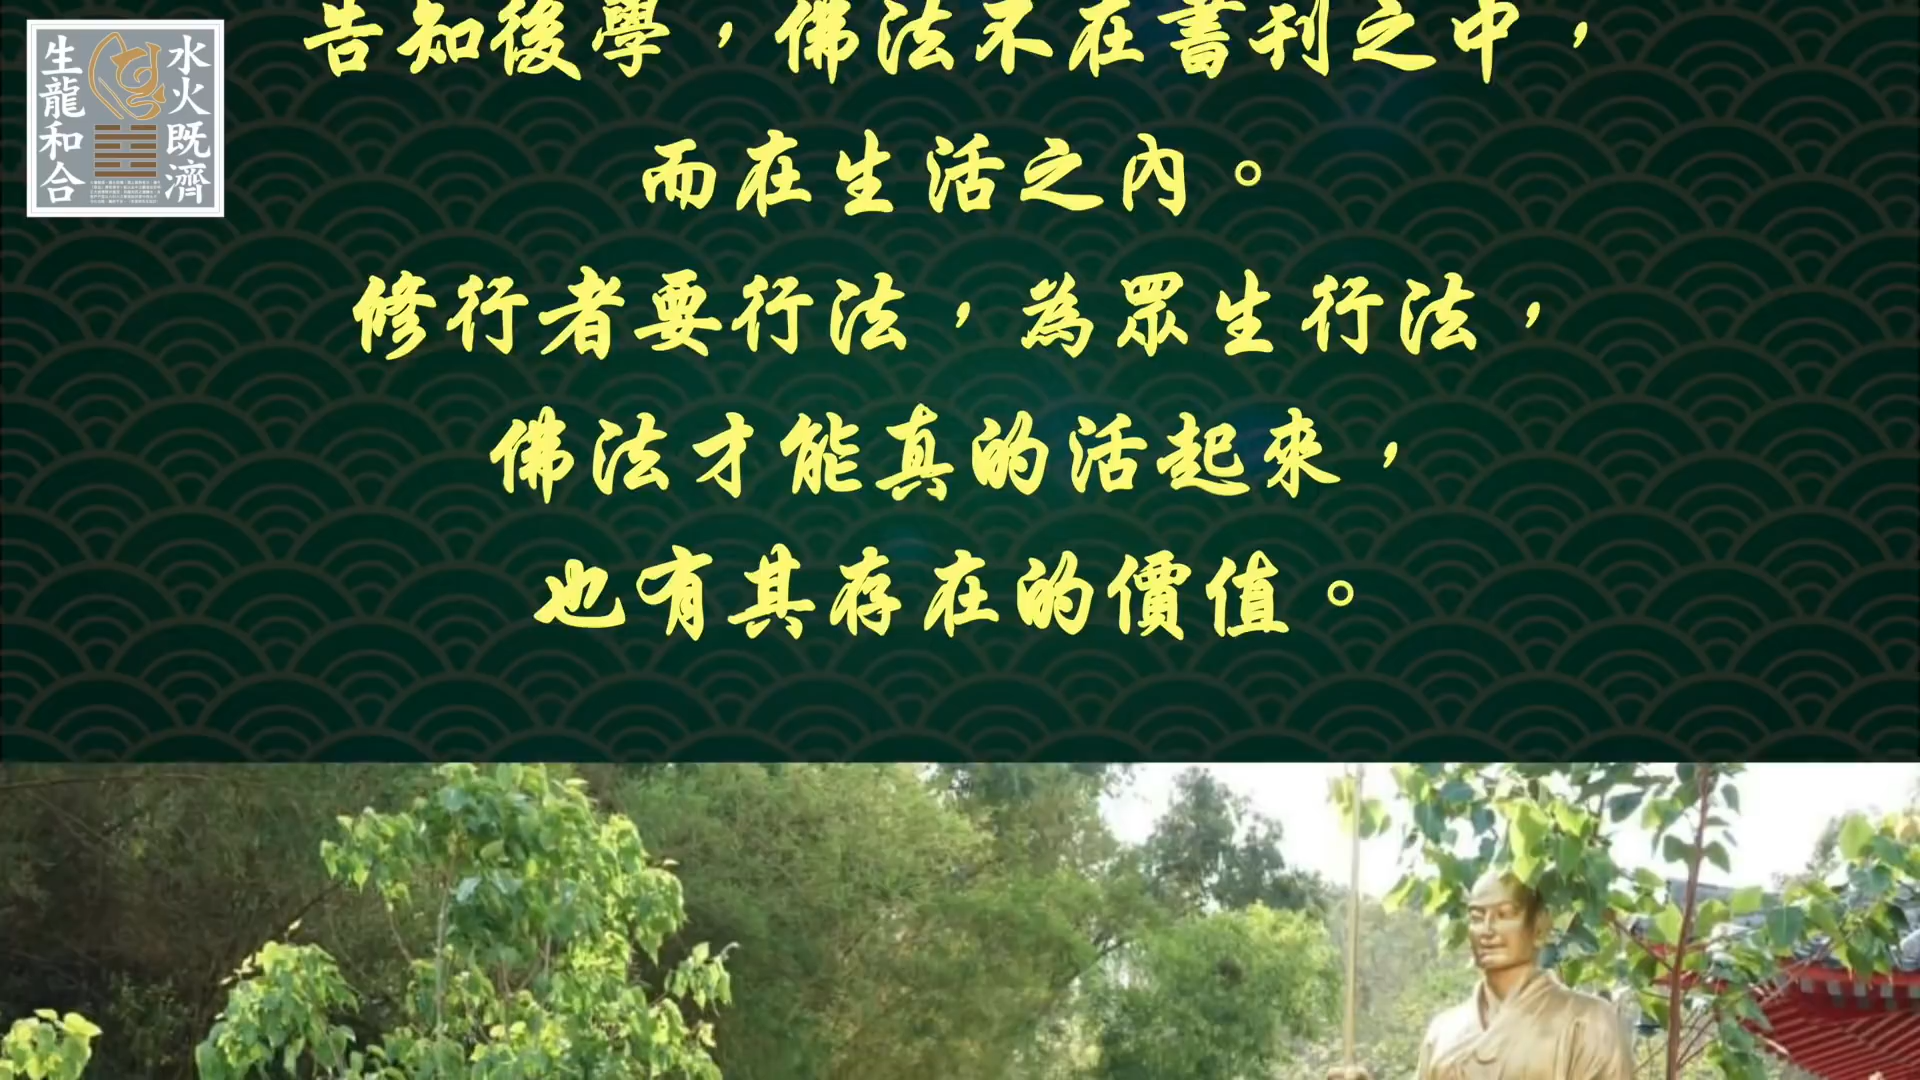 水火既濟
生龍和合
告知後學，佛法不在書刊之中，
而在生活之內。
修行者要行法，為眾生行法，
佛法才能真的活起來，
也有其存在的價值。